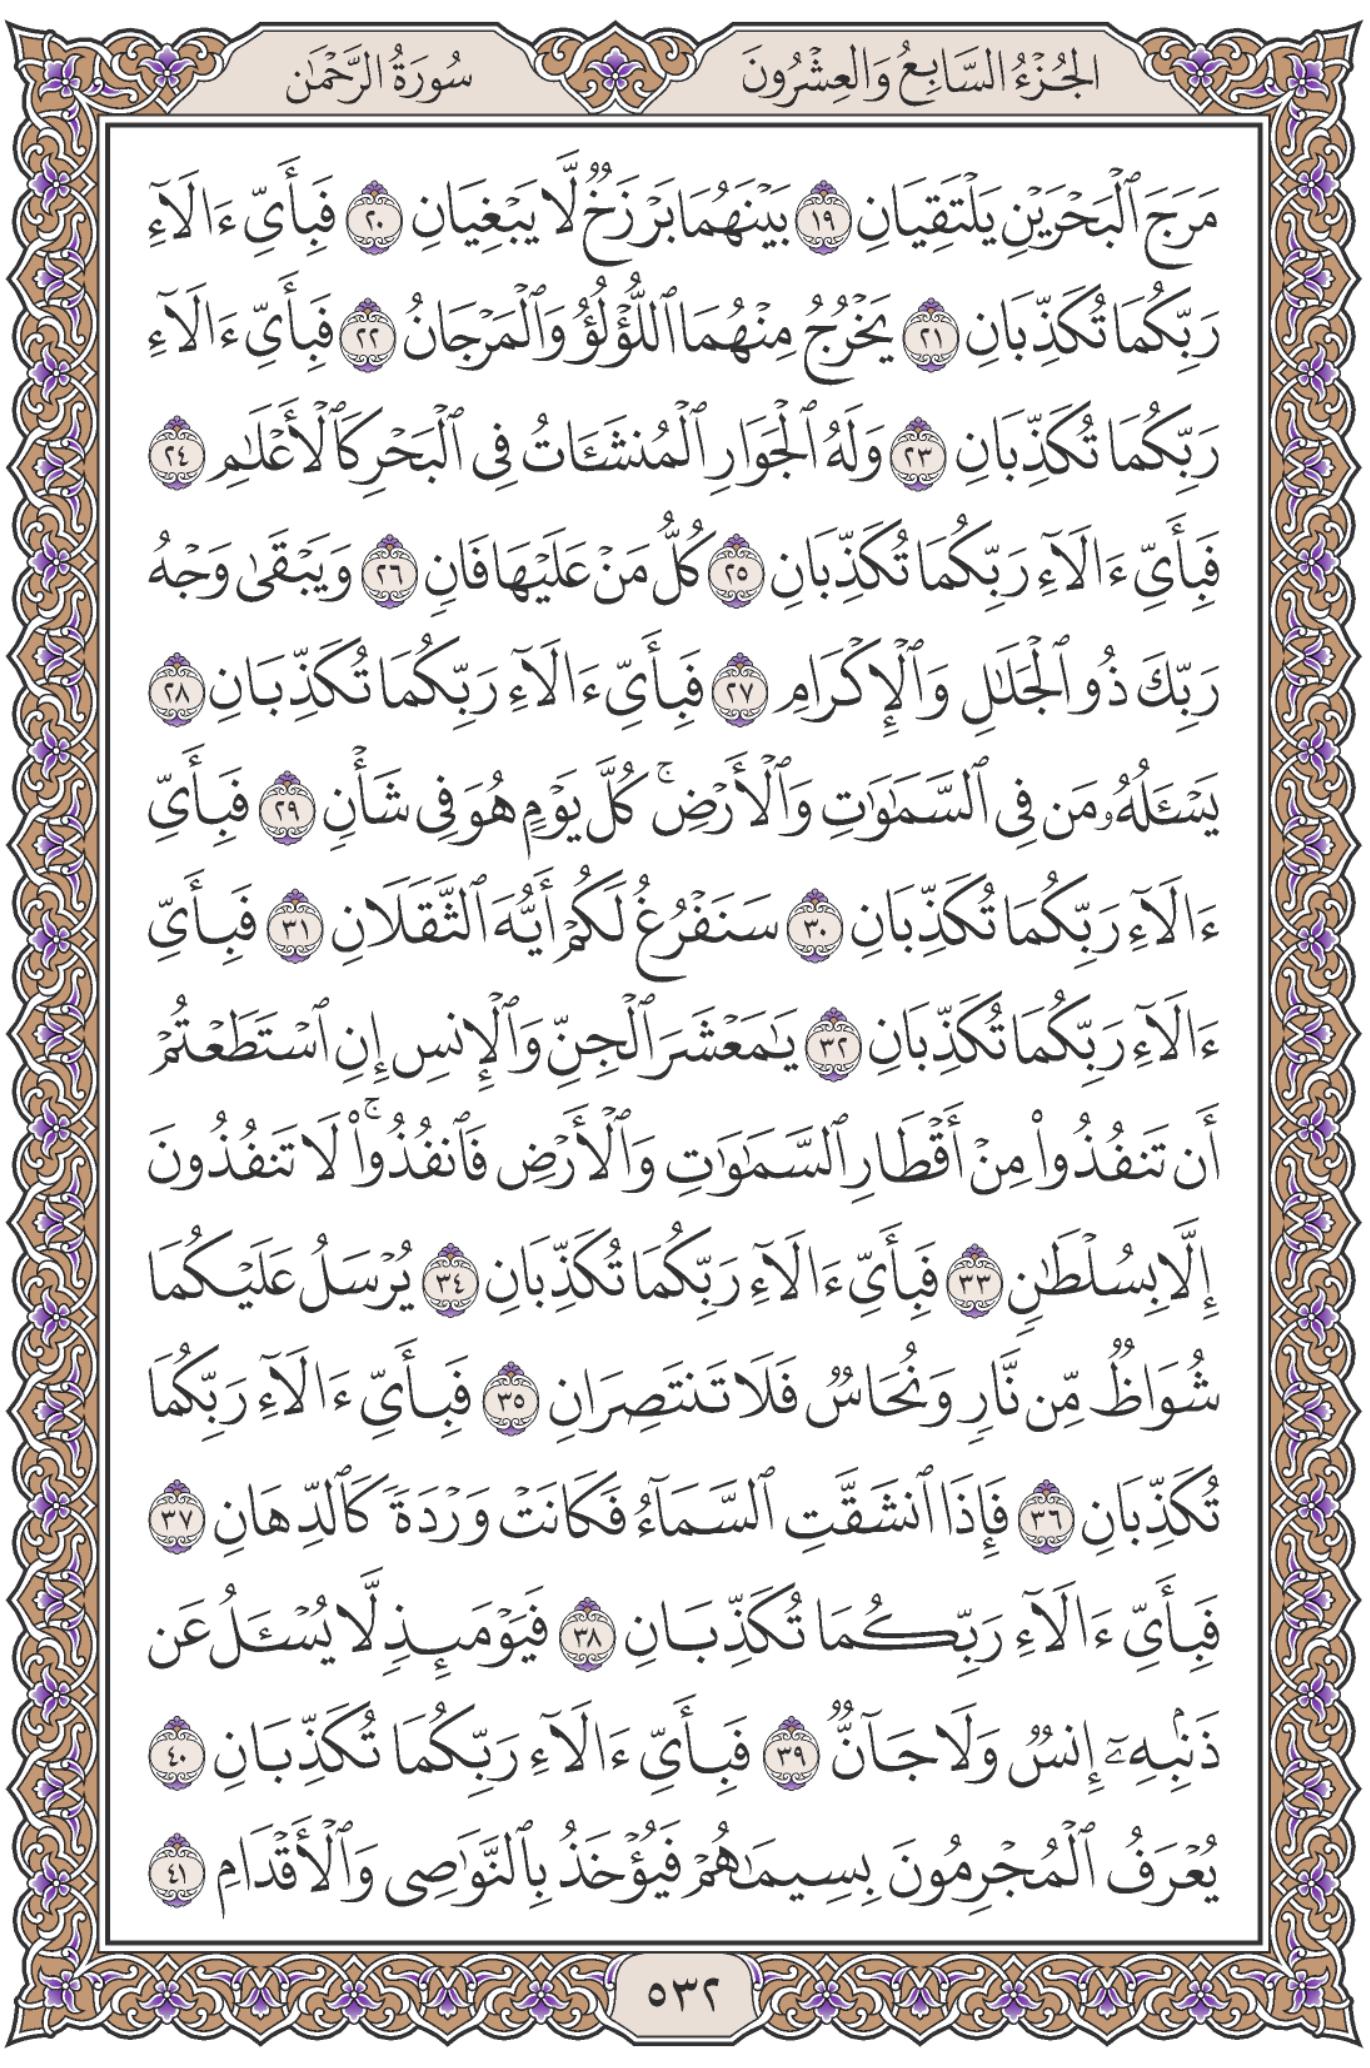 الجُزْءُ السَّابِعُ وَالعِشْرُونَ
سُورَةُ الرَّحْمَٰن
مَرَجَ ٱلْبَحْرَيْنِ يَلْتَقِيَانِ ١٩ بَيْنَهُمَا بَرْزَخٌ لَّا يَبْغِيَانِ ٢٠ فَبِأَىِّ ءَالَآءِ
رَبِّكُمَا تُكَذِّبَانِ ٢١ يَخْرُجُ مِنْهُمَا ٱللُّؤْلُؤُ وَٱلْمَرْجَانُ ٢٢ فَبِأَىِّ ءَالَآءِ
رَبِّكُمَا تُكَذِّبَانِ ٢٣ وَلَهُ ٱلْجَوَارِ ٱلْمُنشَـَٔاتُ فِى ٱلْبَحْرِ كَٱلْأَعْلَـٰمِ ٢٤
فَبِأَىِّ ءَالَآءِ رَبِّكُمَا تُكَذِّبَانِ ٢٥ كُلُّ مَنْ عَلَيْهَا فَانٍ ٢٦ وَيَبْقَىٰ وَجْهُ
رَبِّكَ ذُو ٱلْجَلَـٰلِ وَٱلْإِكْرَامِ ٢٧ فَبِأَىِّ ءَالَآءِ رَبِّكُمَا تُكَذِّبَانِ ٢٨
يَسْـَٔلُهُۥ مَن فِى ٱلسَّمَـٰوَٰتِ وَٱلْأَرْضِ ۚ كُلَّ يَوْمٍ هُوَ فِى شَأْنٍ ٢٩ فَبِأَىِّ
ءَالَآءِ رَبِّكُمَا تُكَذِّبَانِ ٣٠ سَنَفْرُغُ لَكُمْ أَيُّهَ ٱلثَّقَلَانِ ٣١ فَبِأَىِّ
ءَالَآءِ رَبِّكُمَا تُكَذِّبَانِ ٣٢ يَـٰمَعْشَرَ ٱلْجِنِّ وَٱلْإِنسِ إِنِ ٱسْتَطَعْتُمْ
أَن تَنفُذُوا۟ مِنْ أَقْطَارِ ٱلسَّمَـٰوَٰتِ وَٱلْأَرْضِ فَٱنفُذُوا۟ ۚ لَا تَنفُذُونَ
إِلَّا بِسُلْطَـٰنٍ ٣٣ فَبِأَىِّ ءَالَآءِ رَبِّكُمَا تُكَذِّبَانِ ٣٤ يُرْسَلُ عَلَيْكُمَا
شُوَاظٌ مِّن نَّارٍ وَنُحَاسٌ فَلَا تَنتَصِرَانِ ٣٥ فَبِأَىِّ ءَالَآءِ رَبِّكُمَا
تُكَذِّبَانِ ٣٦ فَإِذَا ٱنشَقَّتِ ٱلسَّمَآءُ فَكَانَتْ وَرْدَةً كَٱلدِّهَانِ ٣٧
فَبِأَىِّ ءَالَآءِ رَبِّكُمَا تُكَذِّبَانِ ٣٨ فَيَوْمَئِذٍ لَّا يُسْـَٔلُ عَن
ذَنۢبِهِۦٓ إِنسٌ وَلَا جَآنٌّ ٣٩ فَبِأَىِّ ءَالَآءِ رَبِّكُمَا تُكَذِّبَانِ ٤٠
يُعْرَفُ ٱلْمُجْرِمُونَ بِسِيمَـٰهُمْ فَيُؤْخَذُ بِٱلنَّوَٰصِى وَٱلْأَقْدَامِ ٤١
٥٣٢